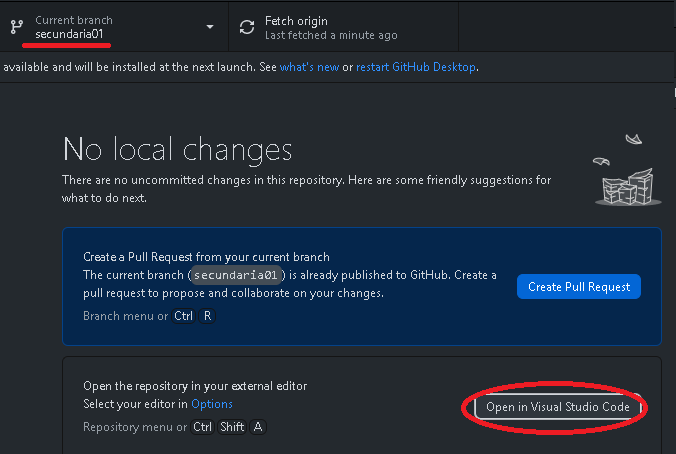 Current branch
secundaria01
Fetch origin
Last fetched a minute ago
available and will be installed at the next launch. See what's new or restart GitHub Desktop.
No local changes
There are no uncommitted changes in this repository. Here are some friendly suggestions for
what to do next.
Create a Pull Request from your current branch
The current branch (secundaria01) is already published to GitHub. Create a
pull request to propose and collaborate on your changes.
Create Pull Request
Branch menu or Ctrl R
Open the repository in your external editor
Select your editor in Options
Open in Visual Studio Code
Repository menu or Ctrl Shift A